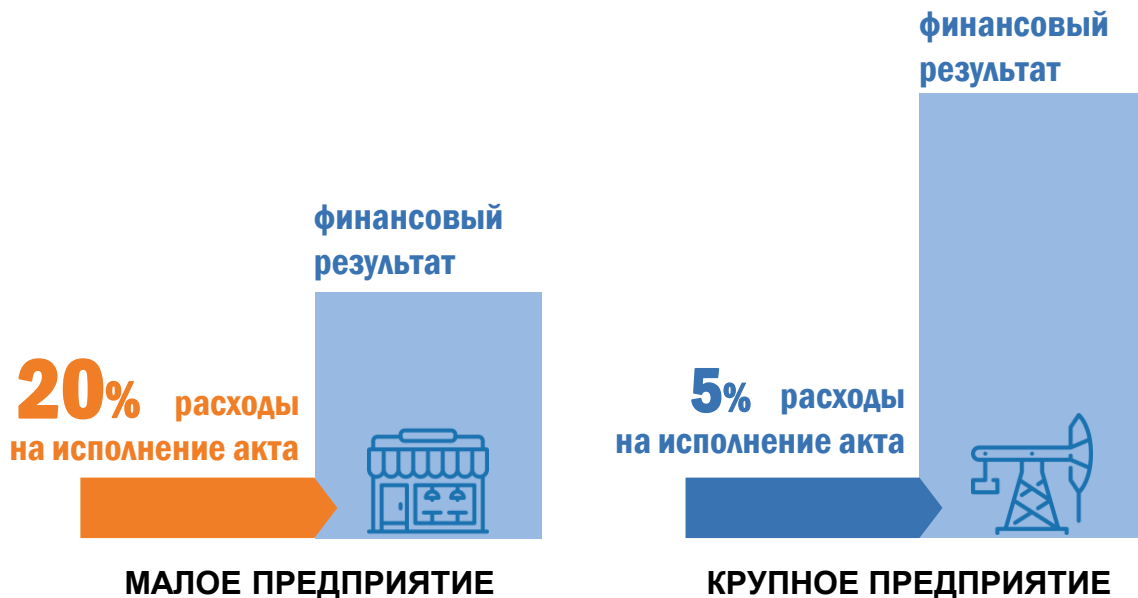 финансовый
результат
20% расходы
на исполнение акта
МАЛОЕ ПРЕДПРИЯТИЕ
финансовый
результат
5% расходы
на исполнение акта
КРУПНОЕ ПРЕДПРИЯТИЕ